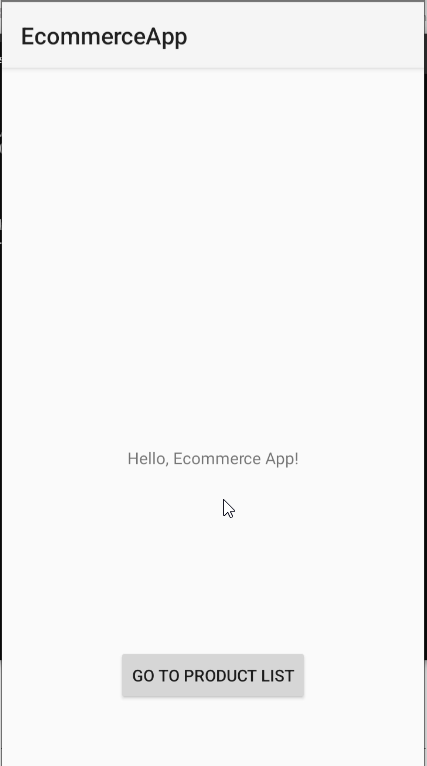 EcommerceApp
Hello, Ecommerce App!
GO TO PRODUCT LIST